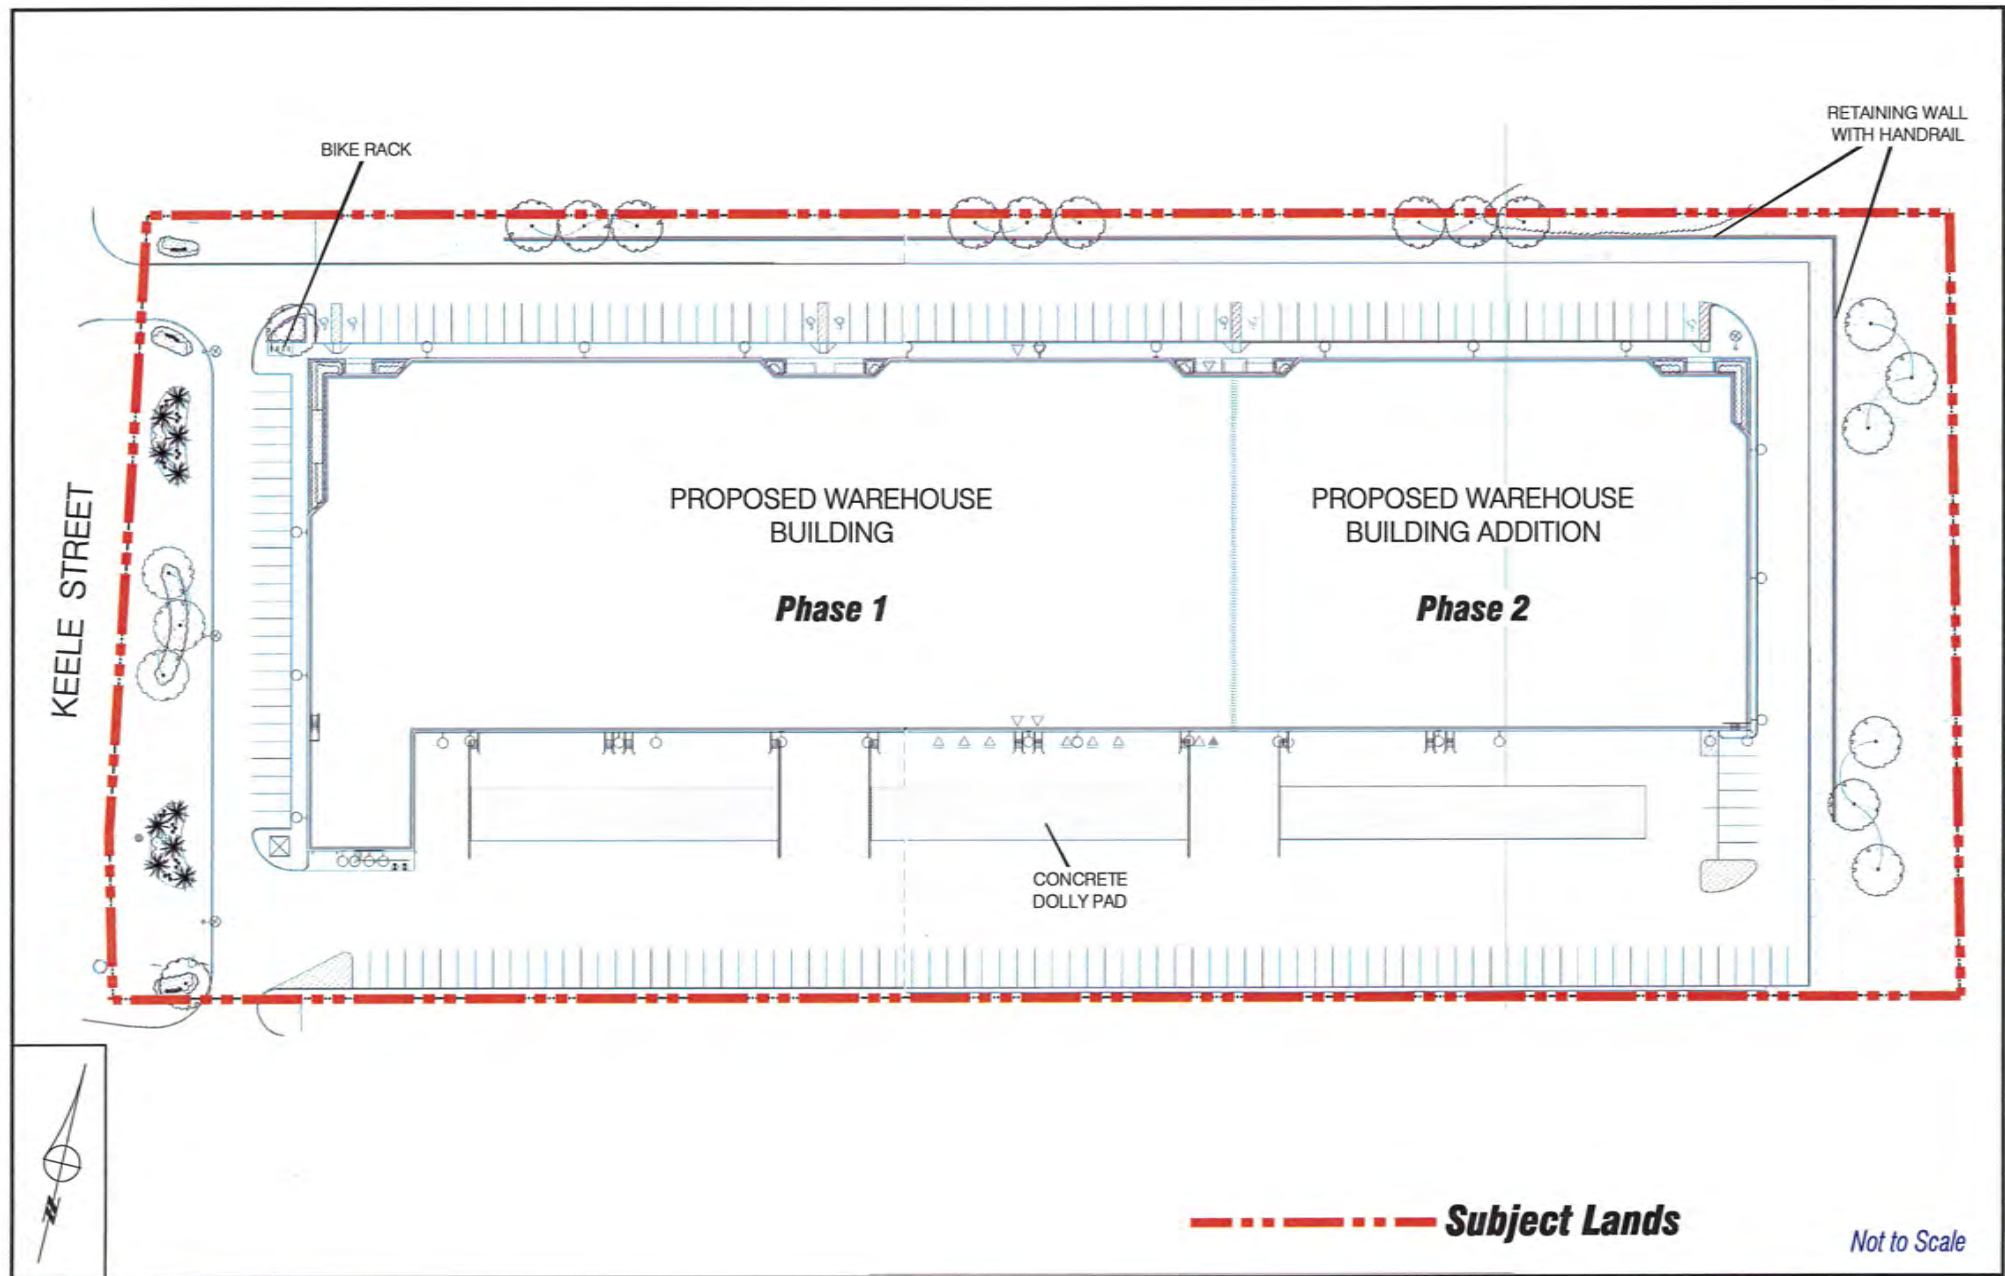 BIKE RACK
RETAINING WALL
WITH HANDRAIL
KEELE STREET
PROPOSED WAREHOUSE
BUILDING
Phase 1
PROPOSED WAREHOUSE
BUILDING ADDITION
Phase 2
CONCRETE
DOLLY PAD
N
Subject Lands
Not to Scale